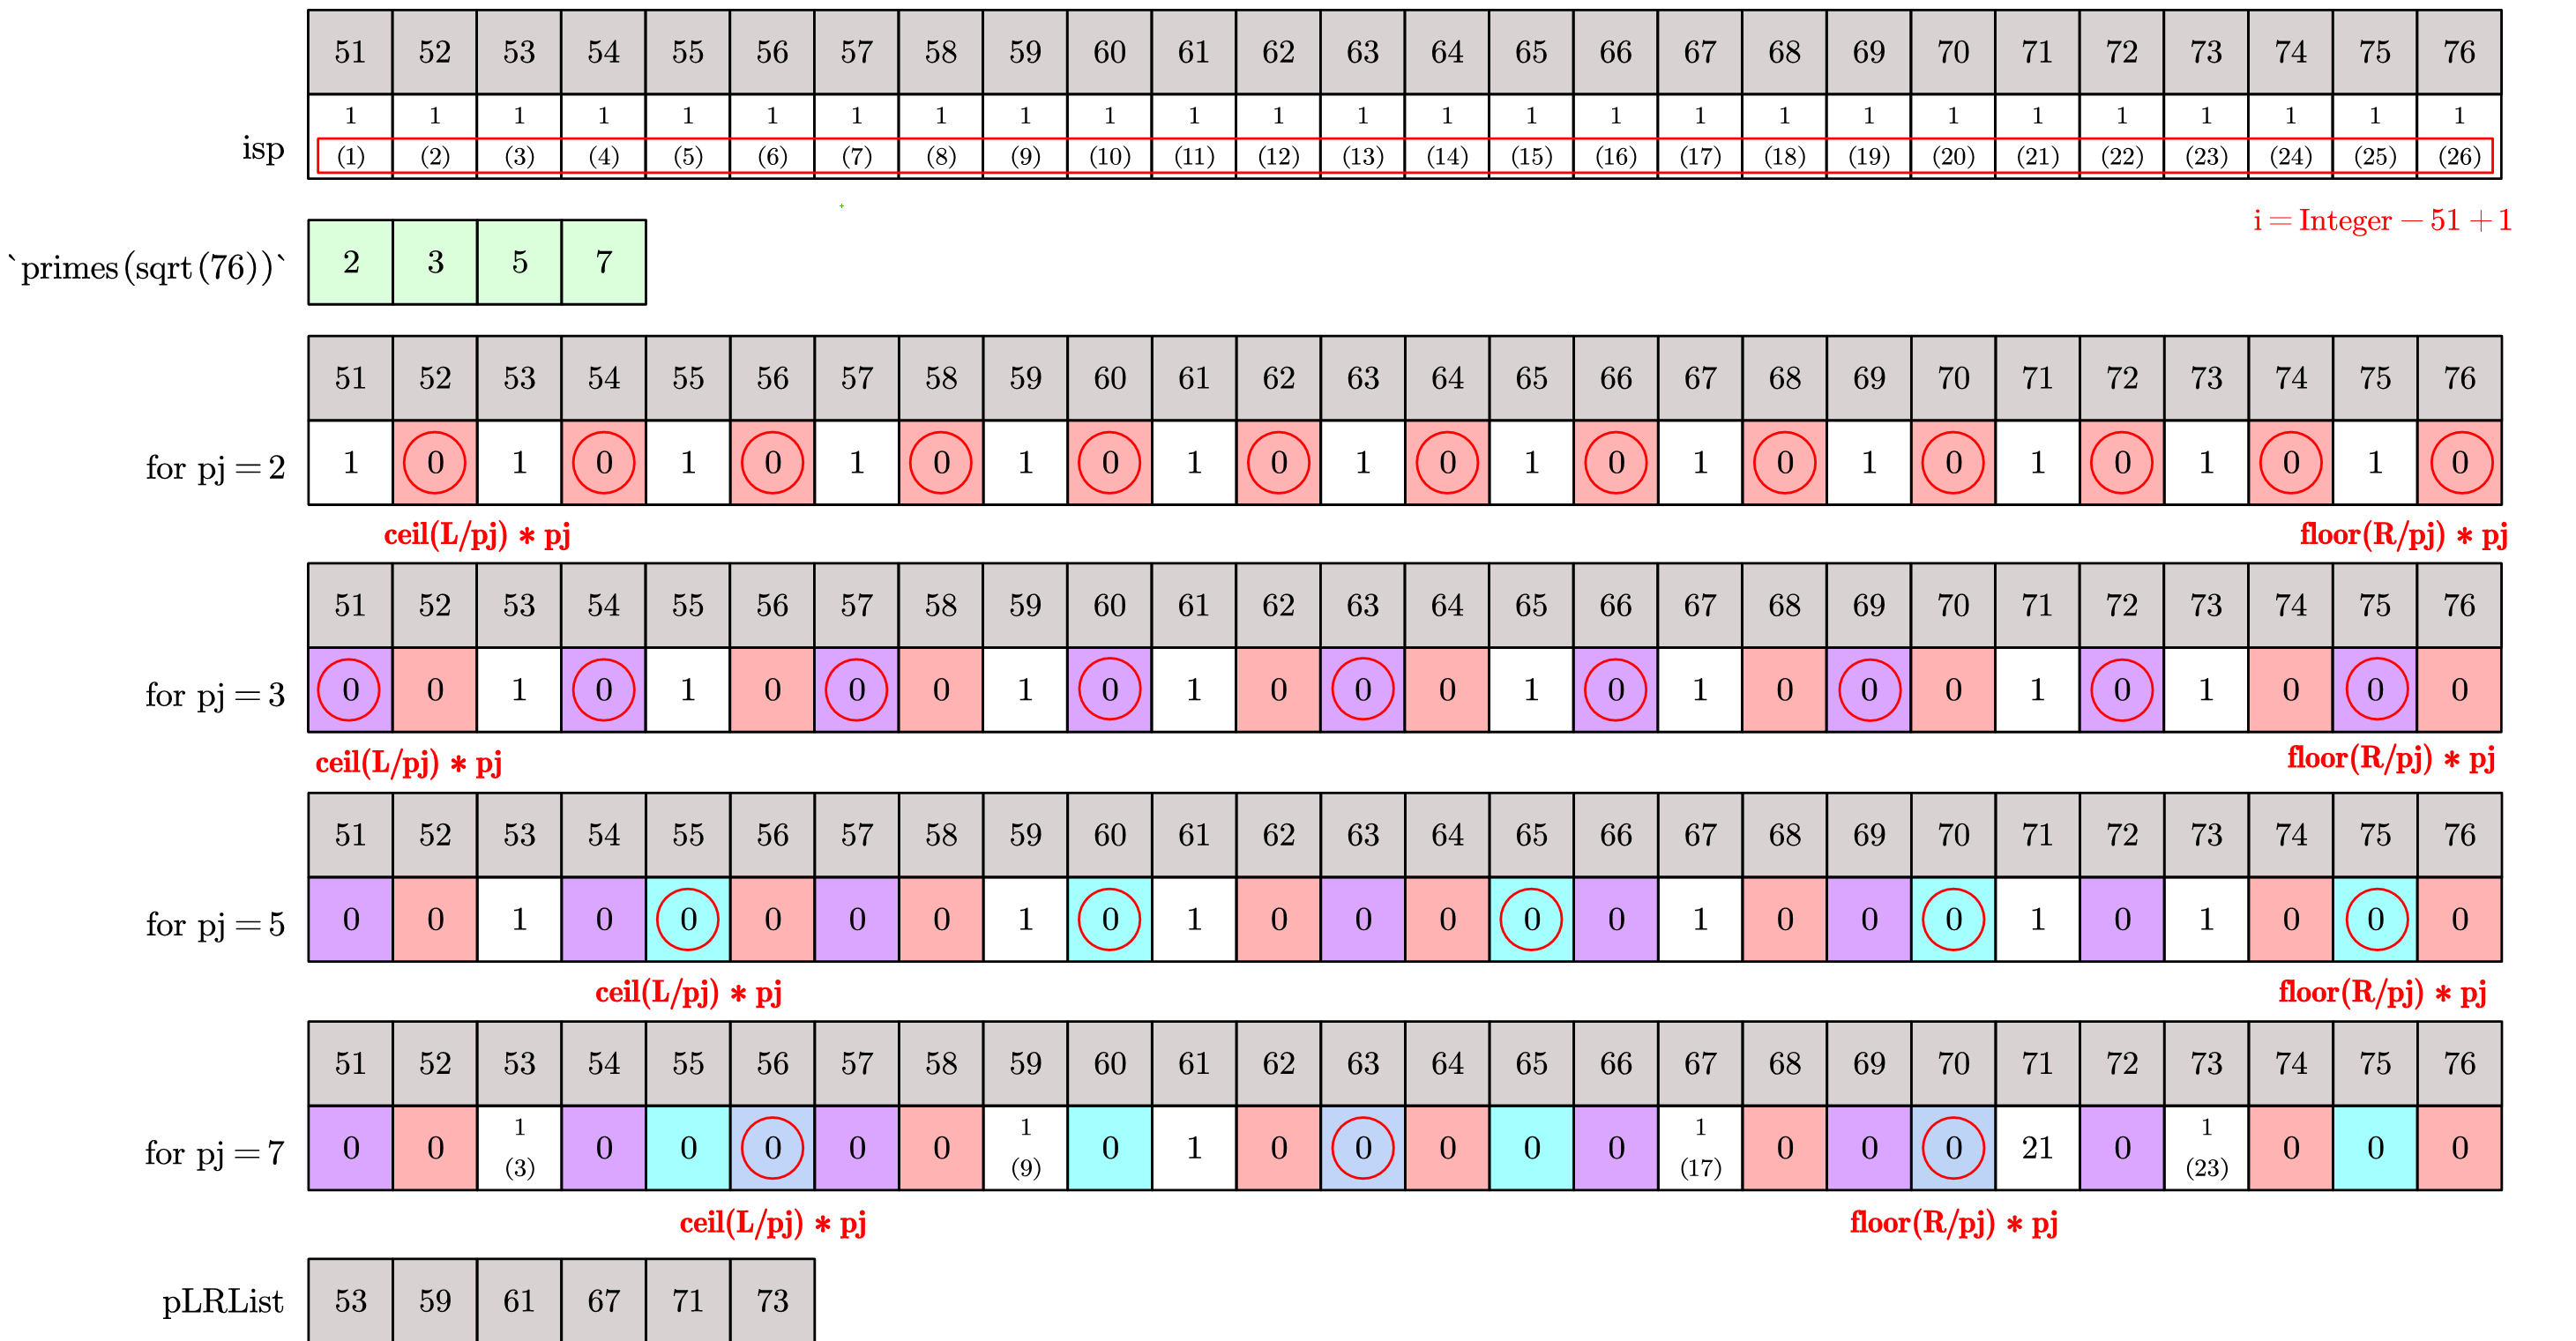 51 52 53 54 55 56 57 58 59 60 61 62 63 64 65 66 67 68 69 70 71 72 73 74 75 76
1 1 1 1 1 1 1 1 1 1 1 1 1 1 1 1 1 1 1 1 1 1 1 1 1 1
isp (1) (2) (3) (4) (5) (6) (7) (8) (9) (10) (11) (12) (13) (14) (15) (16) (17) (18) (19) (20) (21) (22) (23) (24) (25) (26)
i = Integer − 51 + 1
`primes(sqrt(76))` 2 3 5 7
51 52 53 54 55 56 57 58 59 60 61 62 63 64 65 66 67 68 69 70 71 72 73 74 75 76
for pj = 2 1 0 1 0 1 0 1 0 1 0 1 0 1 0 1 0 1 0 1 0 1 0 1 0 1 0
ceil(L/pj) * pj floor(R/pj) * pj
51 52 53 54 55 56 57 58 59 60 61 62 63 64 65 66 67 68 69 70 71 72 73 74 75 76
for pj = 3 0 0 1 0 1 0 0 0 1 0 1 0 0 0 1 0 1 0 0 0 1 0 1 0 0 0
ceil(L/pj) * pj floor(R/pj) * pj
51 52 53 54 55 56 57 58 59 60 61 62 63 64 65 66 67 68 69 70 71 72 73 74 75 76
for pj = 5 0 0 1 0 0 0 0 0 1 0 1 0 0 0 0 0 1 0 0 0 1 0 1 0 0 0
ceil(L/pj) * pj floor(R/pj) * pj
51 52 53 54 55 56 57 58 59 60 61 62 63 64 65 66 67 68 69 70 71 72 73 74 75 76
for pj = 7 0 0 1 (3) 0 0 0 0 0 1 (9) 0 1 0 0 0 0 0 1 (17) 0 0 0 21 0 1 (23) 0 0 0
ceil(L/pj) * pj floor(R/pj) * pj
pLRList 53 59 61 67 71 73